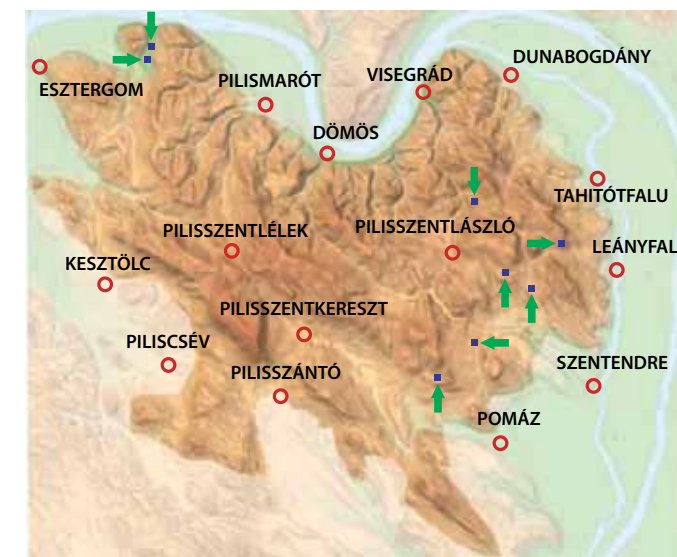 DUNABOGDÁNY
VISEGRÁD
PILISMARÓT
ESZTERGOM
DÖMÖS
TAHITÓTFALU
PILISSZENTLÁSZLÓ
PILISSZENTLÉLEK
LEÁNYFAL
KESZTÖLC
PILISSZENTKERESZT
PILISCSÉV
SZENTENDRE
PILISSZÁNTÓ
POMÁZ